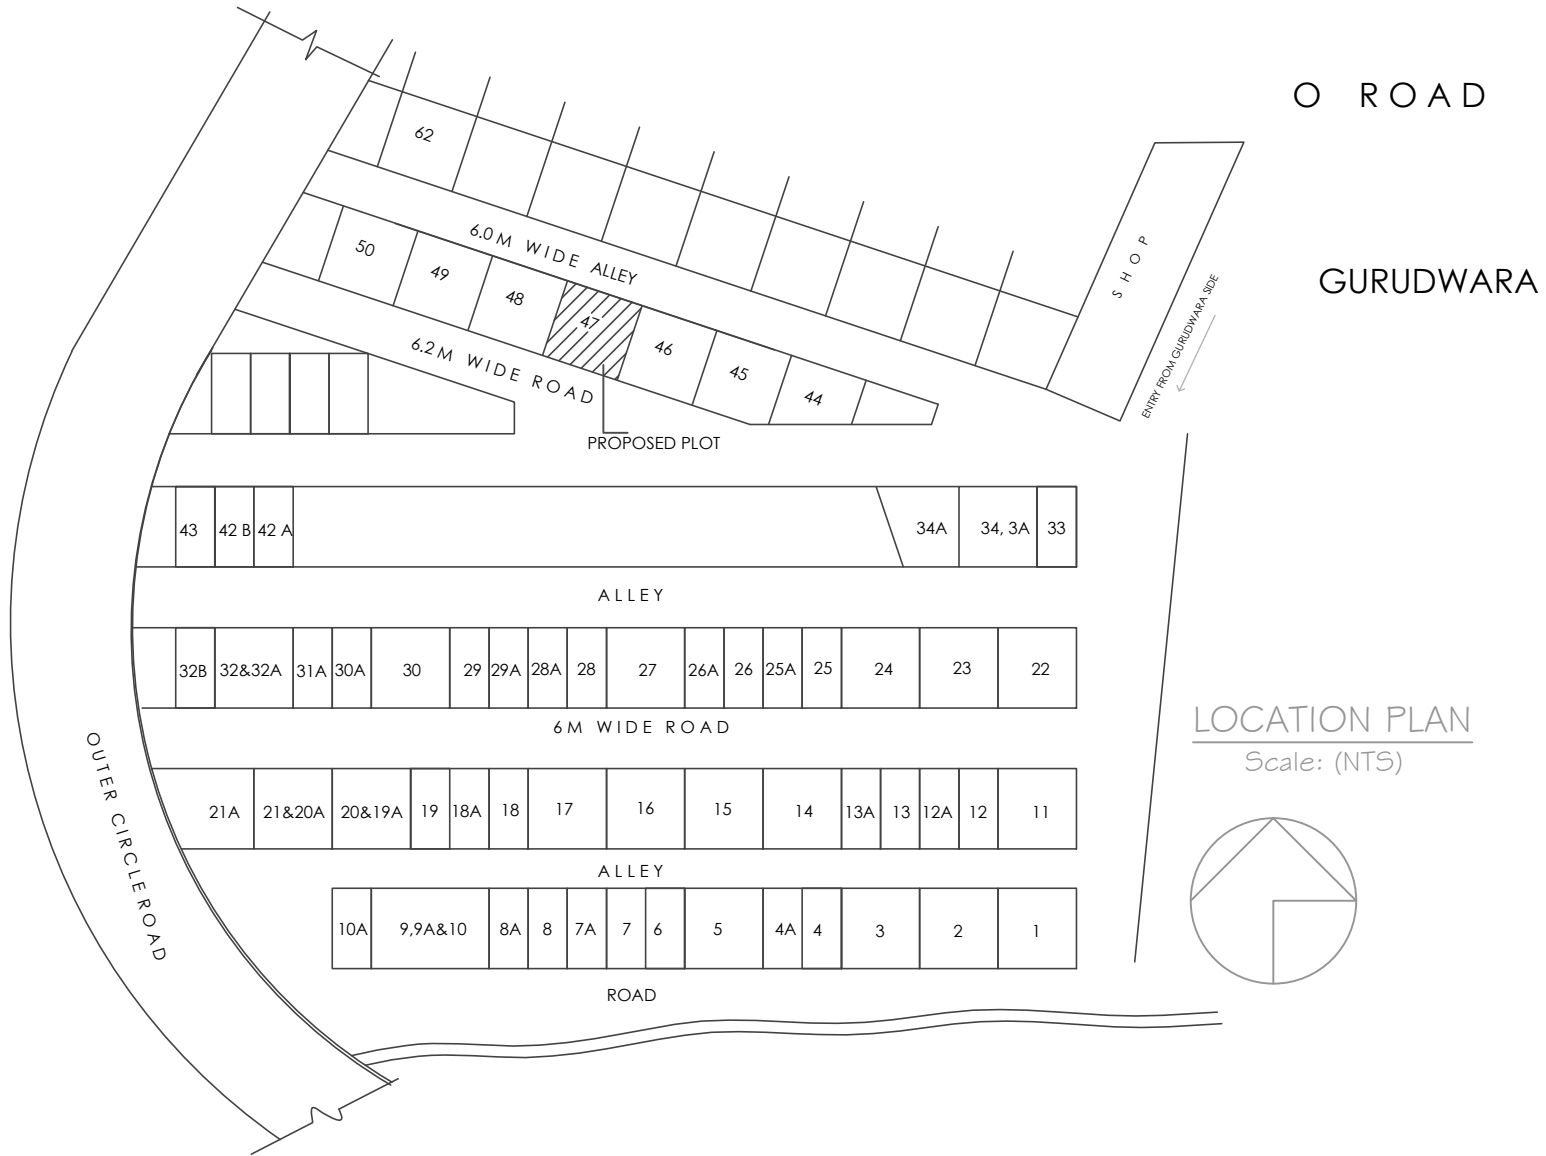 O ROAD
62
6.0 M WIDE ALLEY
SHOP
50
49
48
47
46
45
44
GURUDWARA
ENTRY FROM GURUDWARA SIDE
6.2 M WIDE ROAD
PROPOSED PLOT
43
42 B
42 A
34A
34, 3A
33
ALLEY
32B
32&32A
31A
30A
30
29
29A
28A
28
27
26A
26
25A
25
24
23
22
6M WIDE ROAD
LOCATION PLAN
Scale: (NTS)
OUTER CIRCLE ROAD
21A
21&20A
20&19A
19
18A
18
17
16
15
14
13A
13
12A
12
11
ALLEY
10A
9,9A&10
8A
8
7A
7
6
5
4A
4
3
2
1
ROAD